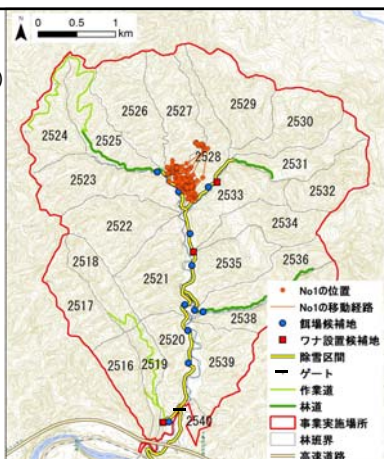 N
0 0.5 1
km
)
2526
2527
2529
2530
2524
2525
2528
2531
2523
2533
2532
2522
2534
2518
2521
2535
2536
2517
2538
2520
2516
2519
2539
2540
No1の位置
No1の移動経路
餌場候補地
ワナ設置候補地
除雪区間
ゲート
作業道
林道
事業実施場所
林班界
高速道路